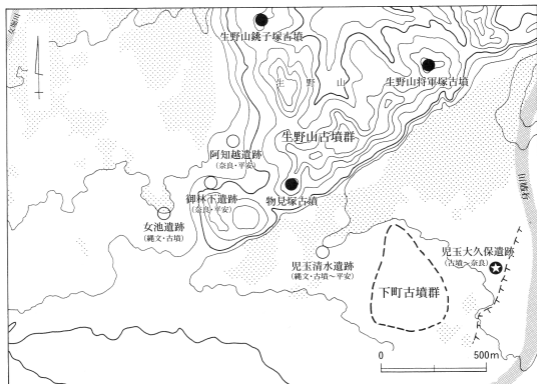 女池川
生野山銚子塚古墳
生野山
生野山将軍塚古墳
生野山古墳群
阿知越遺跡
(奈良・平安)
御林下遺跡
(奈良・平安)
物見塚古墳
女池遺跡
(縄文・古墳)
児玉清水遺跡
(縄文・古墳〜平安)
児玉大久保遺跡
(古墳〜奈良)
下町古墳群
0
500m